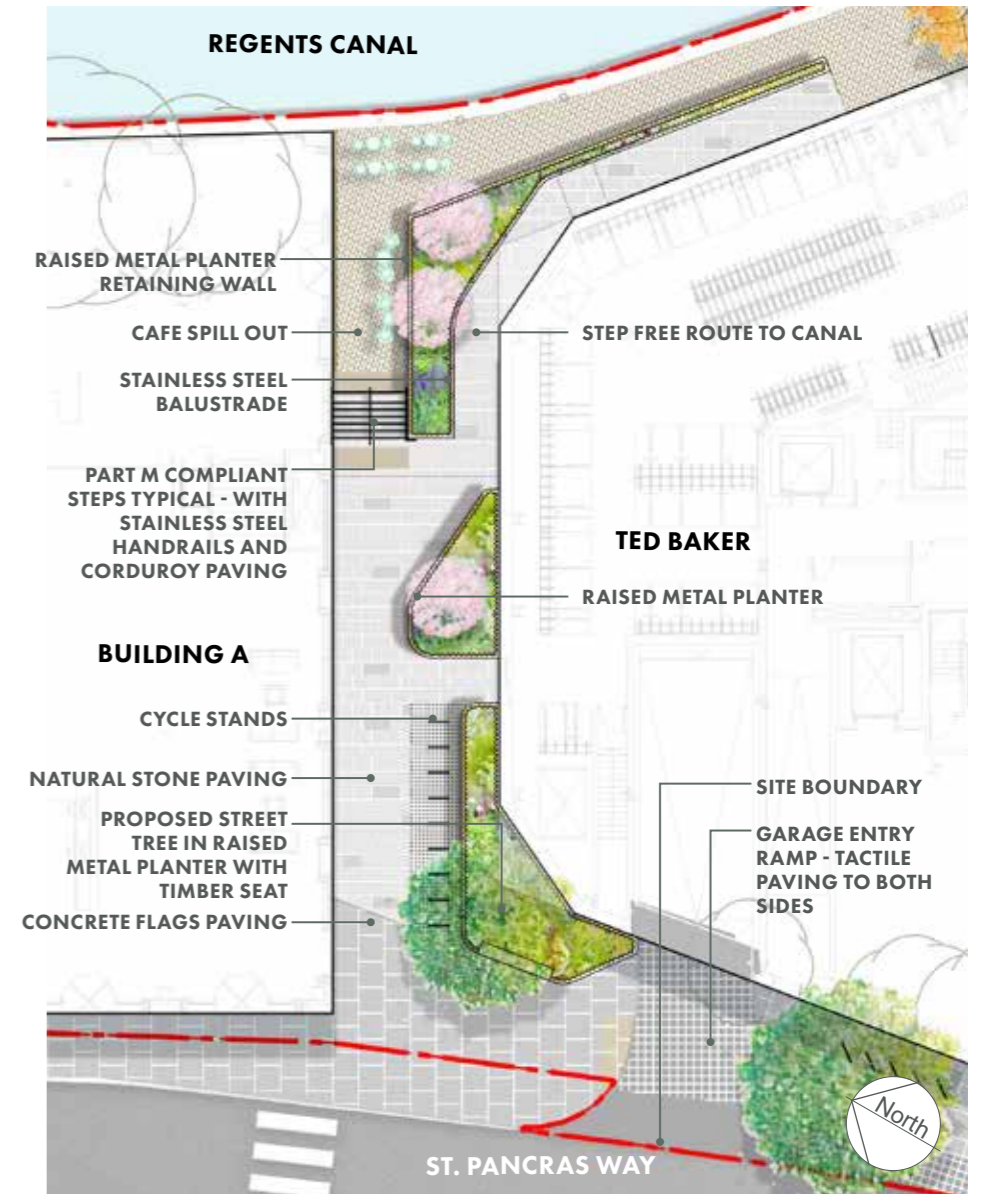 REGENTS CANAL
RAISED METAL PLANTER
RETAINING WALL
CAFE SPILL OUT
STEP FREE ROUTE TO CANAL
STAINLESS STEEL
BALUSTRADE
PART M COMPLIANT
STEPS TYPICAL - WITH
STAINLESS STEEL
HANDRAILS AND
CORDUROY PAVING
TED BAKER
RAISED METAL PLANTER
BUILDING A
CYCLE STANDS
NATURAL STONE PAVING
PROPOSED STREET
TREE IN RAISED
METAL PLANTER WITH
TIMBER SEAT
CONCRETE FLAGS PAVING
SITE BOUNDARY
GARAGE ENTRY
RAMP - TACTILE
PAVING TO BOTH
SIDES
North
ST. PANCRAS WAY